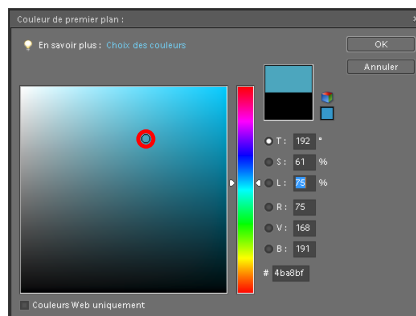 Couleur de premier plan :
En savoir plus : Choix des couleurs
OK
Annuler
T : 192 °
S : 61 %
L : 75 %
R : 75
V : 168
B : 191
# 4ba8bf
Couleurs Web uniquement